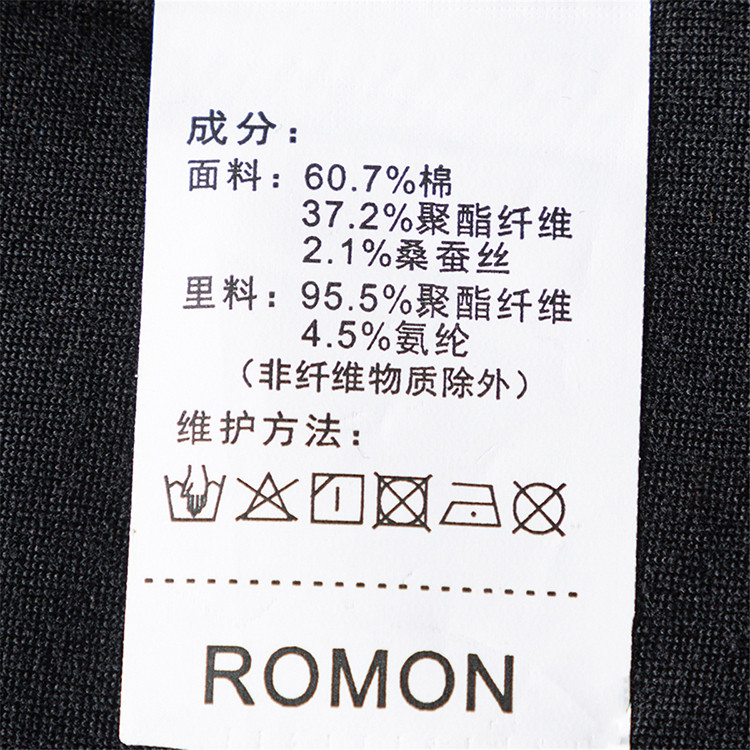 成分：
面料：60.7%棉
37.2%聚酯纤维
2.1%桑蚕丝
里料：95.5%聚酯纤维
4.5%氨纶
（非纤维物质除外）
维护方法：
ROMON